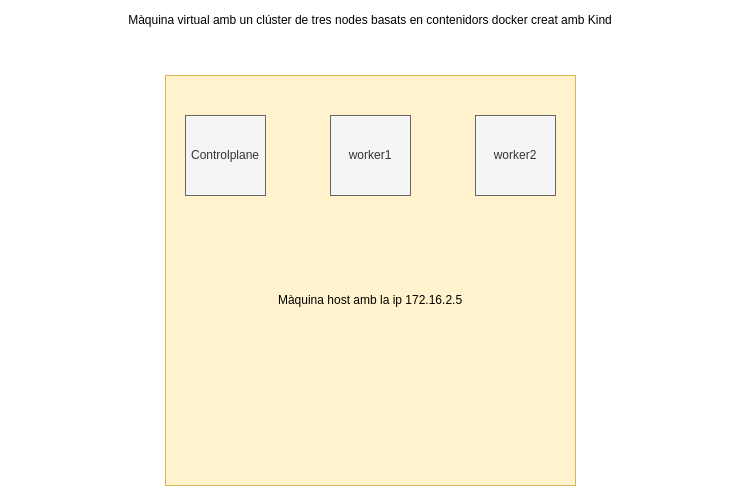 Màquina virtual amb un clúster de tres nodes basats en contenidors docker creat amb Kind
Controlplane
worker1
worker2
Màquina host amb la ip 172.16.2.5